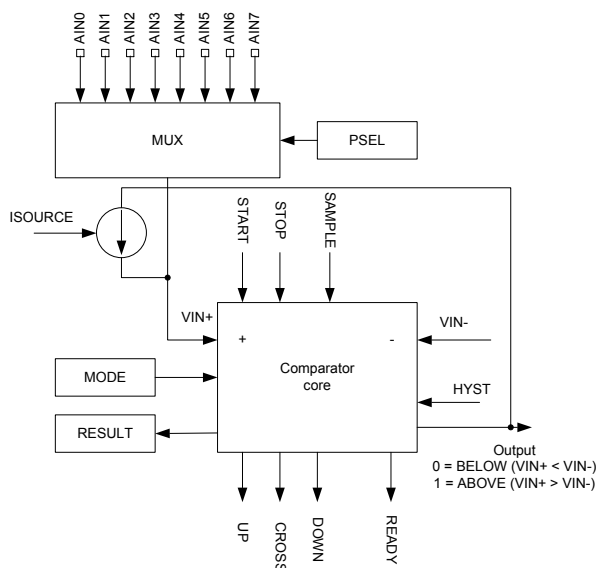 AIN0
AIN1
AIN2
AIN3
AIN4
AIN5
AIN6
AIN7
MUX
PSEL
ISOURCE
START
STOP
SAMPLE
VIN+
VIN-
+
-
MODE
Comparator
core
HYST
RESULT
Output
0 = BELOW (VIN+ < VIN-)
1 = ABOVE (VIN+ > VIN-)
UP
CROSS
DOWN
READY